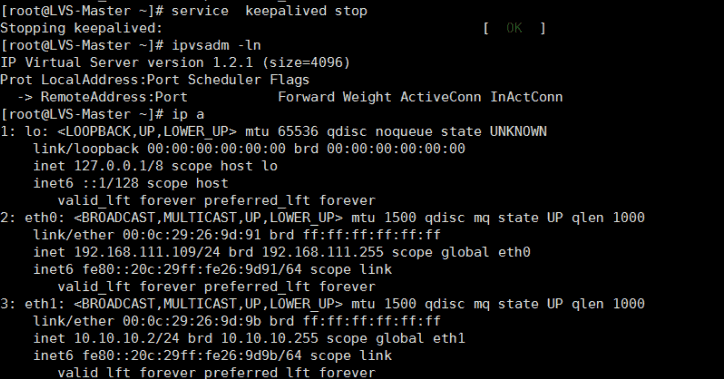 [root@LVS-Master ~]# service  keepalived stop
Stopping keepalived:                                       [  OK  ]
[root@LVS-Master ~]# ipvsadm -ln
IP Virtual Server version 1.2.1 (size=4096)
Prot LocalAddress:Port Scheduler Flags
  -> RemoteAddress:Port           Forward Weight ActiveConn InActConn
[root@LVS-Master ~]# ip a
1: lo: <LOOPBACK,UP,LOWER_UP> mtu 65536 qdisc noqueue state UNKNOWN
    link/loopback 00:00:00:00:00:00 brd 00:00:00:00:00:00
    inet 127.0.0.1/8 scope host lo
    inet6 ::1/128 scope host
       valid_lft forever preferred_lft forever
2: eth0: <BROADCAST,MULTICAST,UP,LOWER_UP> mtu 1500 qdisc mq state UP qlen 1000
    link/ether 00:0c:29:26:9d:91 brd ff:ff:ff:ff:ff:ff
    inet 192.168.111.109/24 brd 192.168.111.255 scope global eth0
    inet6 fe80::20c:29ff:fe26:9d91/64 scope link
       valid_lft forever preferred_lft forever
3: eth1: <BROADCAST,MULTICAST,UP,LOWER_UP> mtu 1500 qdisc mq state UP qlen 1000
    link/ether 00:0c:29:26:9d:9b brd ff:ff:ff:ff:ff:ff
    inet 10.10.10.2/24 brd 10.10.10.255 scope global eth1
    inet6 fe80::20c:29ff:fe26:9d9b/64 scope link
       valid_lft forever preferred_lft forever